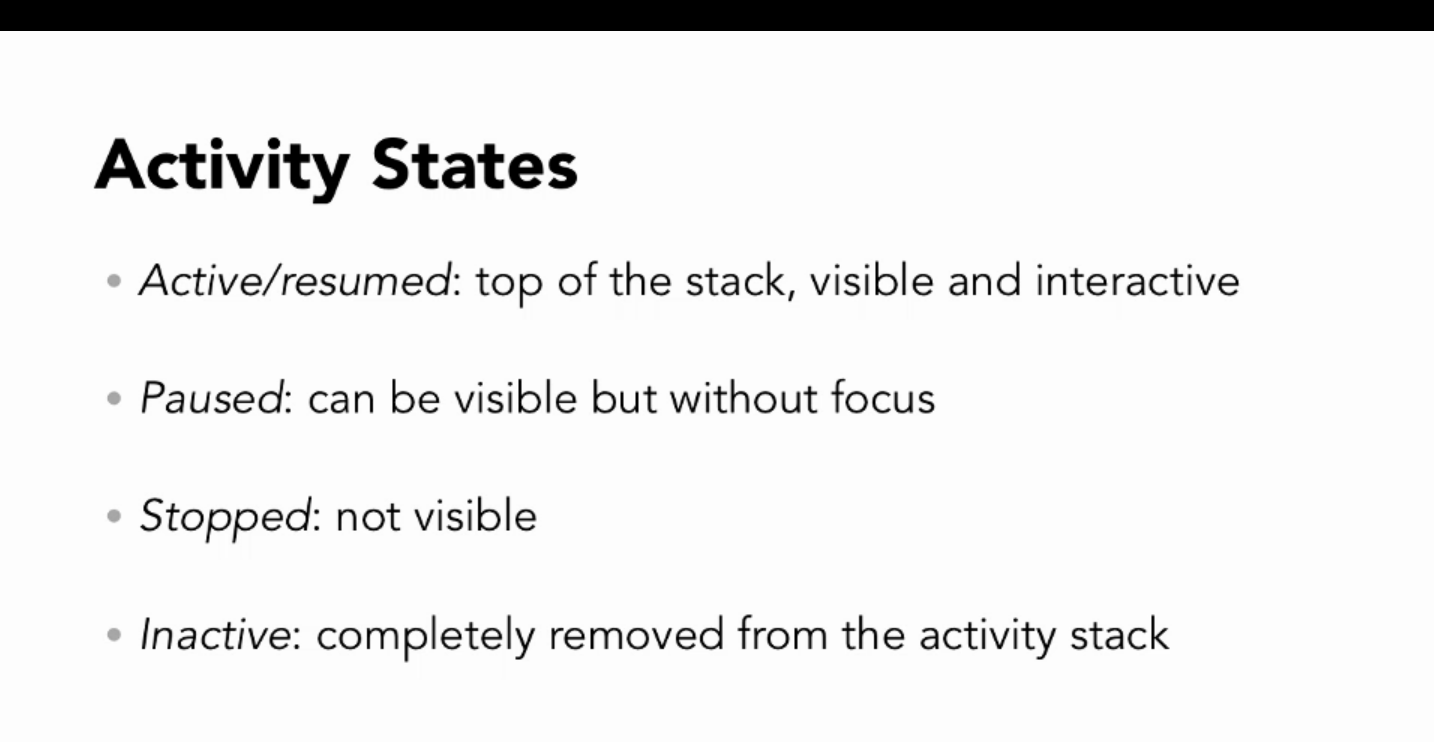 Activity States
• Active/resumed: top of the stack, visible and interactive
• Paused: can be visible but without focus
• Stopped: not visible
• Inactive: completely removed from the activity stack